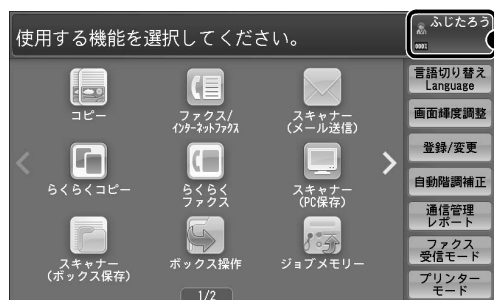 使用する機能を選択してください。
ふじたろう
0001
コピー
ファクス/
インターネットファクス
スキャナー
(メール送信)
らくらくコピー
らくらく
ファクス
スキャナー
(PC保存)
スキャナー
(ボックス保存)
ボックス操作
ジョブメモリー
1/2
言語切り替え
Language
画面輝度調整
登録/変更
自動階調補正
通信管理
レポート
ファクス
受信モード
プリンター
モード